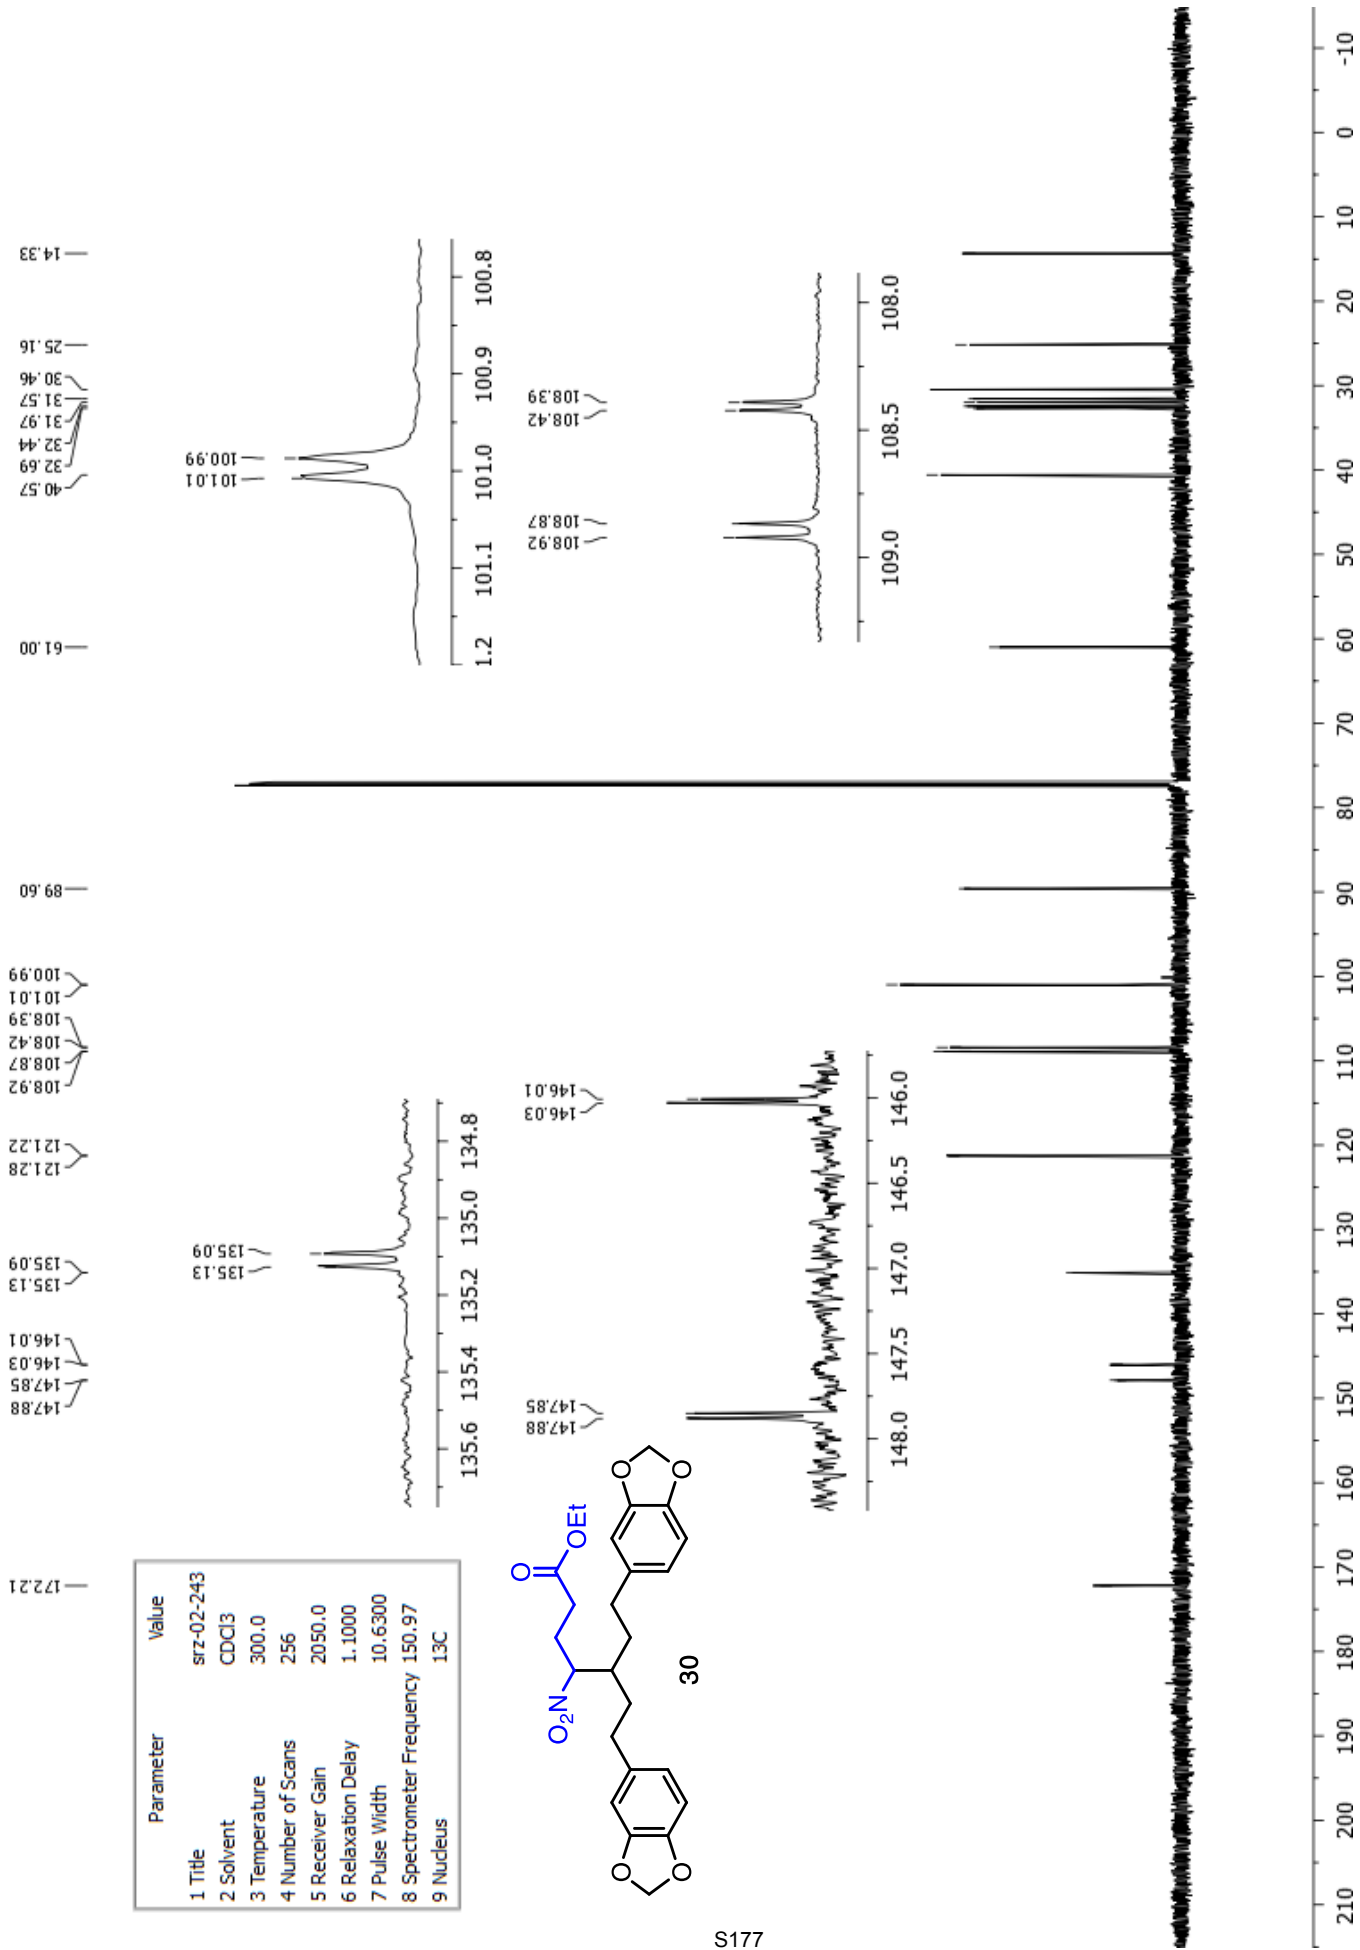 Parameter Value
1 Title srz-02-243
2 Solvent CDCl3
3 Temperature 300.0
4 Number of Scans 256
5 Receiver Gain 2050.0
6 Relaxation Delay 1.1000
7 Pulse Width 10.6300
8 Spectrometer Frequency 150.97
9 Nucleus 13C
172.21
147.88
147.85
146.03
146.01
135.13
135.09
121.28
121.22
108.92
108.87
108.42
108.39
101.01
100.99
89.60
61.00
40.57
32.69
32.44
31.97
31.57
30.46
25.16
14.33
135.13
135.09
135.6 135.4 135.2 135.0 134.8
101.01
100.99
1.2 101.1 101.0 100.9 100.8
147.88
147.85
146.03
146.01
148.0 147.5 147.0 146.5 146.0
108.92
108.87
108.42
108.39
109.0 108.5 108.0
O
OEt
O2N
O
O
O
O
30
210 200 190 180 170 160 150 140 130 120 110 100 90 80 70 60 50 40 30 20 10 0 -10
S177